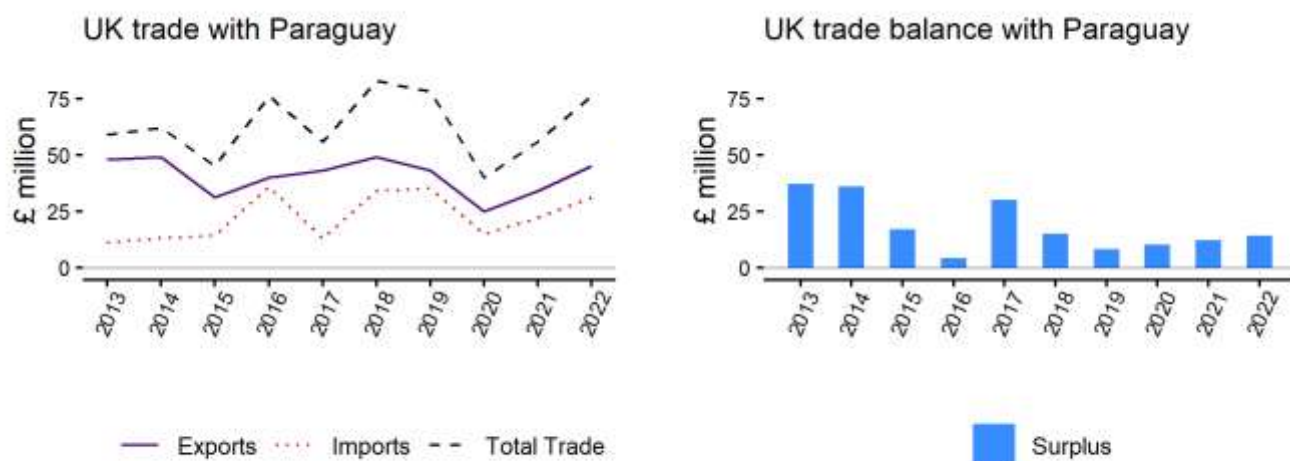 UK trade with Paraguay
£ million
75
50
25
0
2013 2014 2015 2016 2017 2018 2019 2020 2021 2022
Exports Imports Total Trade
UK trade balance with Paraguay
£ million
75
50
25
0
2013 2014 2015 2016 2017 2018 2019 2020 2021 2022
Surplus